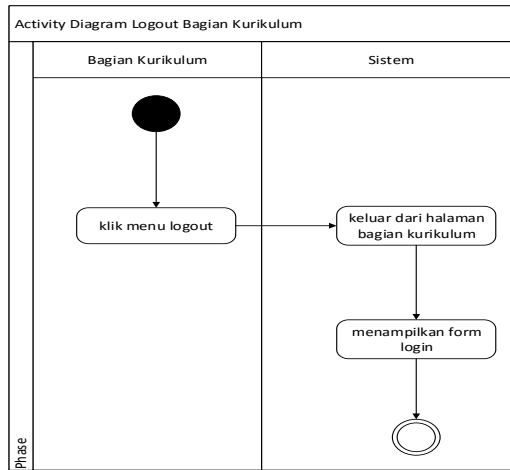 Activity Diagram Logout Bagian Kurikulum
Bagian Kurikulum
Sistem
klik menu logout
keluar dari halaman
bagian kurikulum
menampilkan form
login
Phase